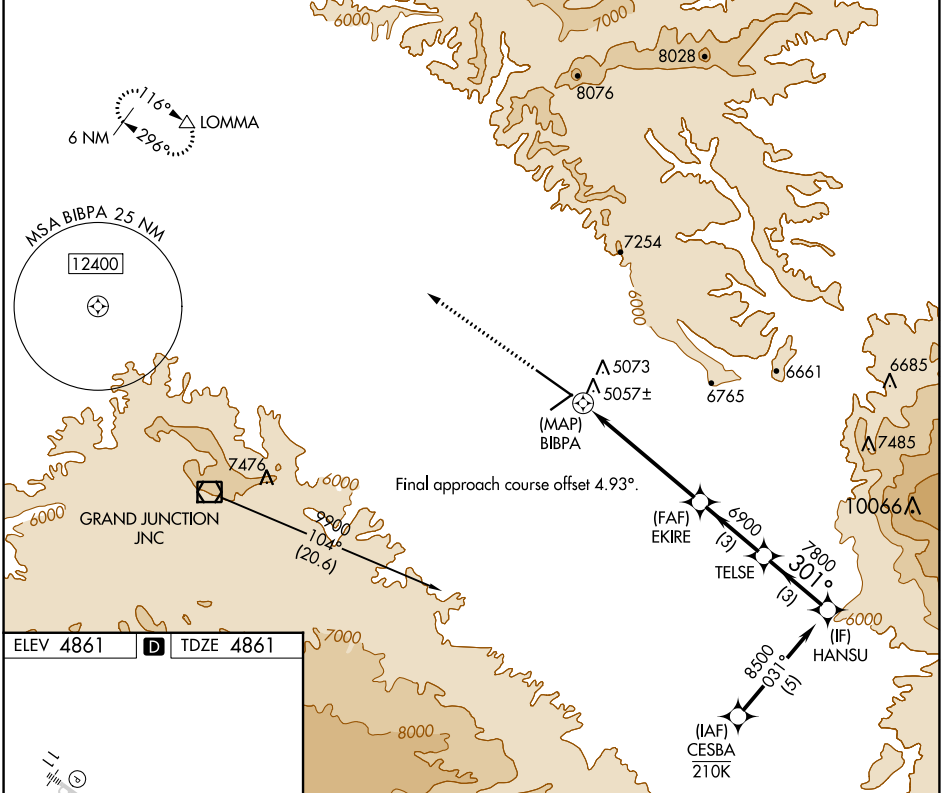 6000
7000
8028
8076
116°
LOMMA
6 NM
296°
MSA BIBPA 25 NM
12400
7254
6000
5073
5057±
6661
6765
6685
(MAP)
BIBPA
7476
7485
6000
Final approach course offset 4.93°.
10066
6000
GRAND JUNCTION
JNC
9900
104°
(20.6)
(FAF)
EKIRE
6900
(3)
TELSE
7800
301°
(3)
6000
(IF)
HANSU
ELEV 4861
D
TDZE 4861
7000
8500
031°
(5)
(IAF)
CESBA
210K
8000
11
P